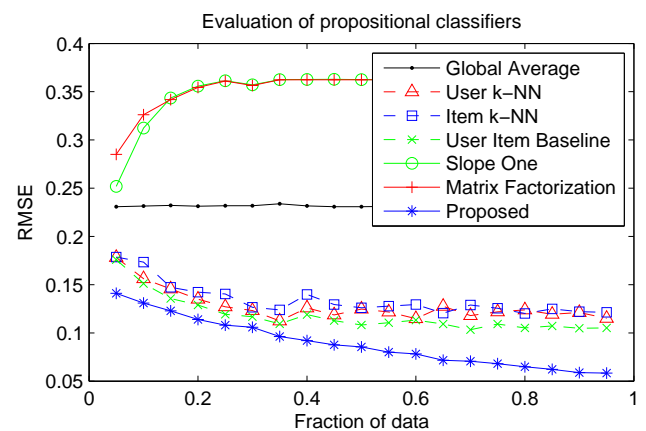 Evaluation of propositional classifiers
0.4
0.35
0.3
0.25
0.2
0.15
0.1
0.05
RMSE
0
0.2
0.4
0.6
0.8
1
Fraction of data
Global Average
User k−NN
Item k−NN
User Item Baseline
Slope One
Matrix Factorization
Proposed